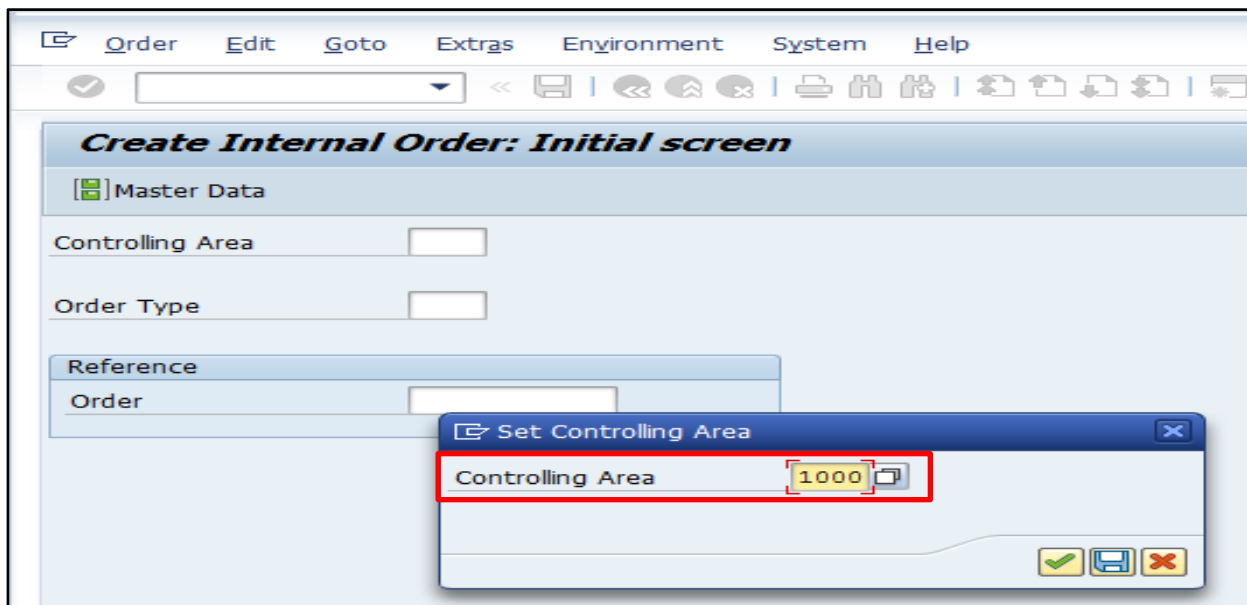 Order Edit Goto Extras Environment System Help
Create Internal Order: Initial screen
Master Data
Controlling Area
Order Type
Reference
Order
Set Controlling Area
Controlling Area 1000